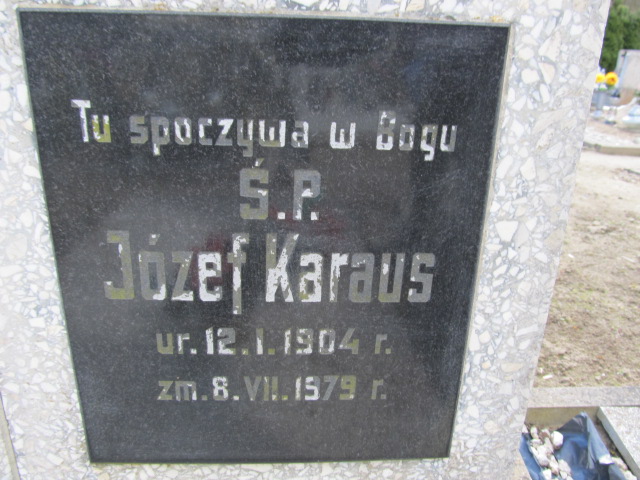 Tu spoczywa w Bogu
Ś.P.
Józef Karaus
ur. 12. I. 1904 r.
zm. 8. VII. 1979 r.